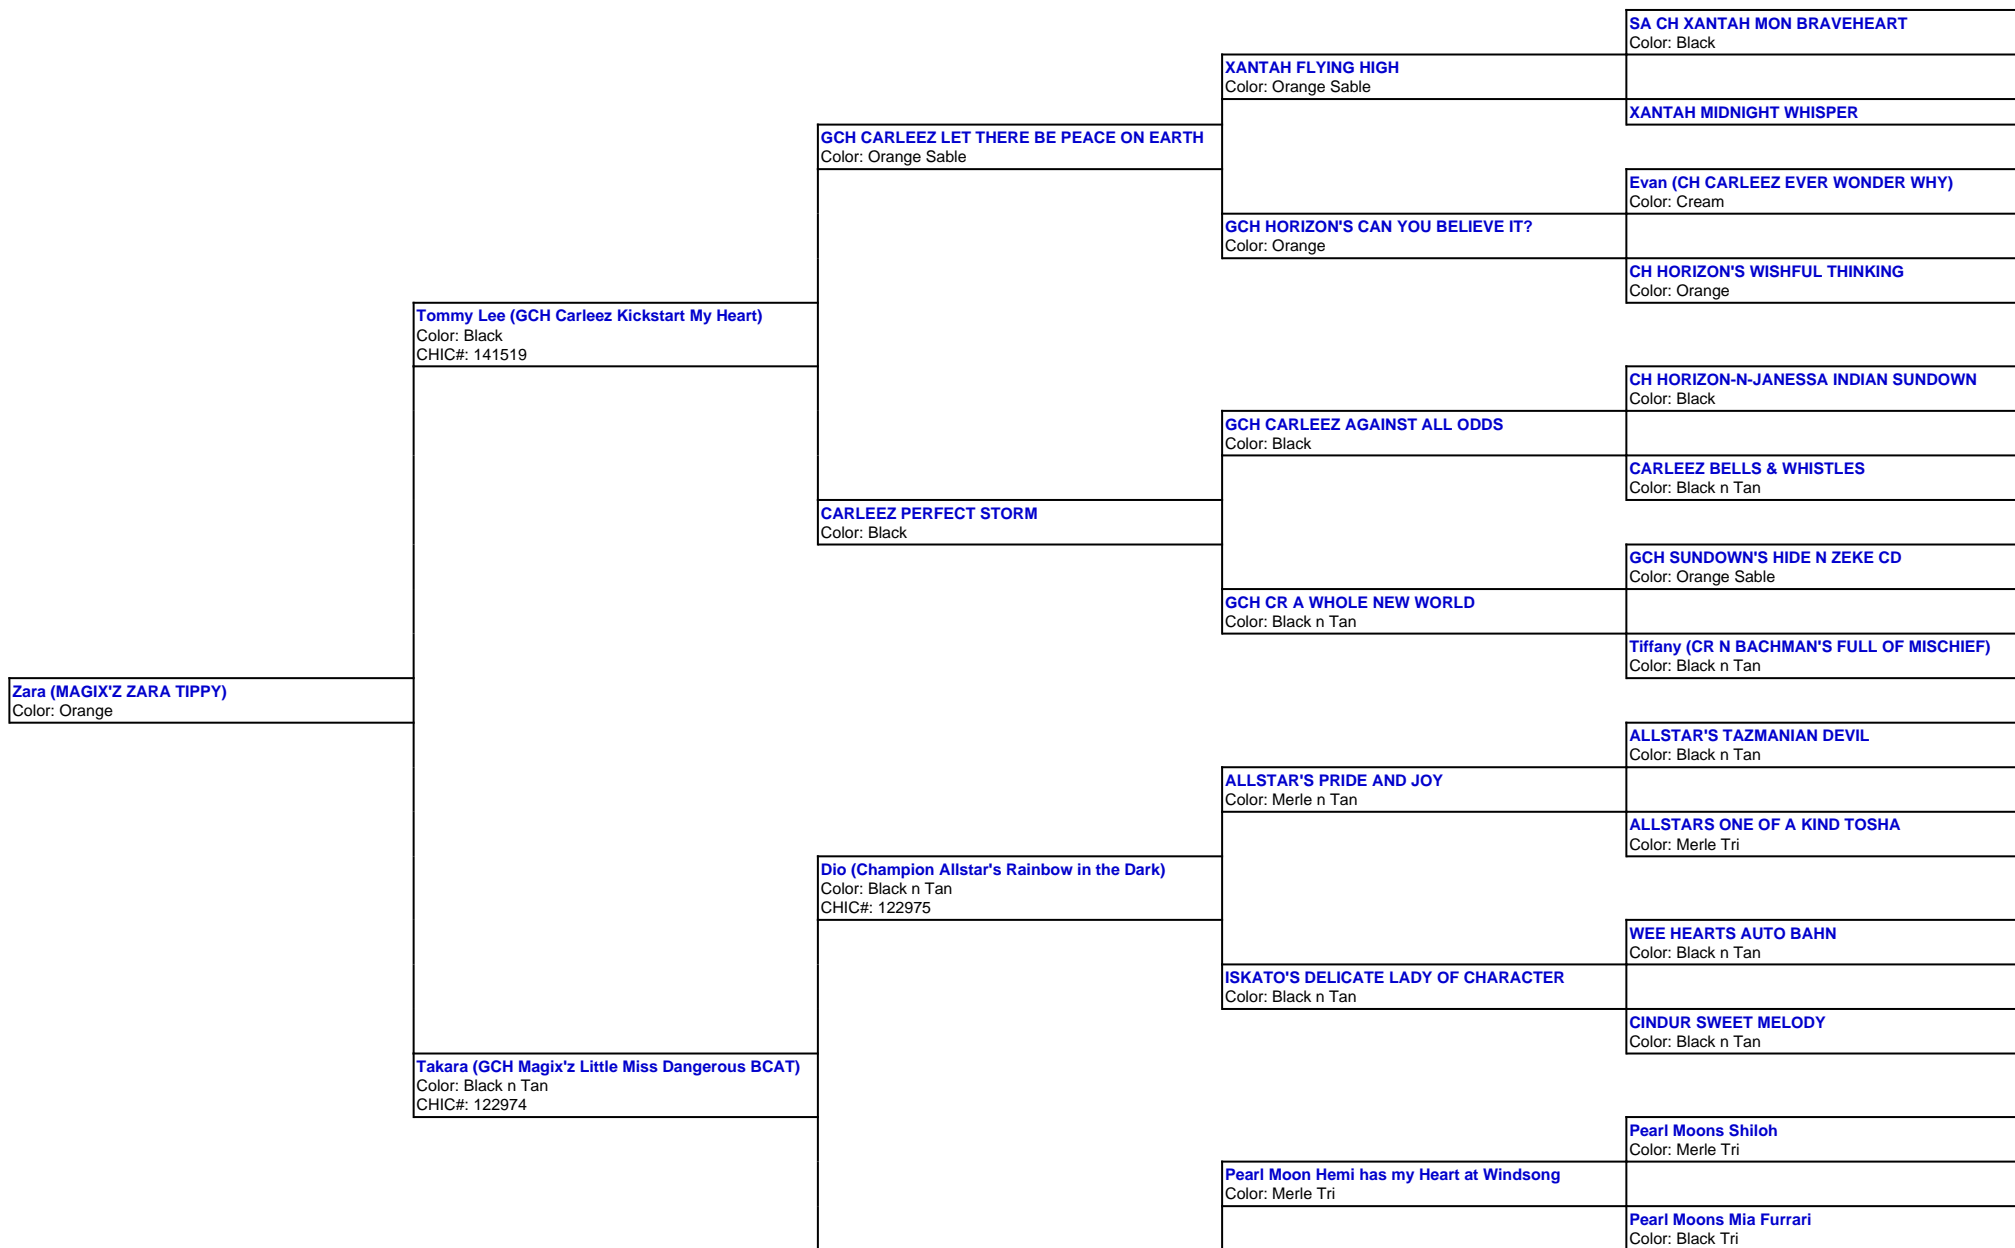 SA CH XANTAH MON BRAVEHEART
Color: Black
XANTAH FLYING HIGH
Color: Orange Sable
XANTAH MIDNIGHT WHISPER
GCH CARLEEZ LET THERE BE PEACE ON EARTH
Color: Orange Sable
Evan (CH CARLEEZ EVER WONDER WHY)
Color: Cream
GCH HORIZON'S CAN YOU BELIEVE IT?
Color: Orange
CH HORIZON'S WISHFUL THINKING
Color: Orange
Tommy Lee (GCH Carleez Kickstart My Heart)
Color: Black
CHIC#: 141519
CH HORIZON-N-JANESSA INDIAN SUNDOWN
Color: Black
GCH CARLEEZ AGAINST ALL ODDS
Color: Black
CARLEEZ BELLS & WHISTLES
Color: Black n Tan
CARLEEZ PERFECT STORM
Color: Black
GCH SUNDOWN'S HIDE N ZEKE CD
Color: Orange Sable
GCH CR A WHOLE NEW WORLD
Color: Black n Tan
Tiffany (CR N BACHMAN'S FULL OF MISCHIEF)
Color: Black n Tan
Zara (MAGIX'Z ZARA TIPPY)
Color: Orange
ALLSTAR'S TAZMANIAN DEVIL
Color: Black n Tan
ALLSTAR'S PRIDE AND JOY
Color: Merle n Tan
ALLSTARS ONE OF A KIND TOSHA
Color: Merle Tri
Dio (Champion Allstar's Rainbow in the Dark)
Color: Black n Tan
CHIC#: 122975
WEE HEARTS AUTO BAHN
Color: Black n Tan
ISKATO'S DELICATE LADY OF CHARACTER
Color: Black n Tan
CINDUR SWEET MELODY
Color: Black n Tan
Takara (GCH Magix'z Little Miss Dangerous BCAT)
Color: Black n Tan
CHIC#: 122974
Pearl Moons Shiloh
Color: Merle Tri
Pearl Moon Hemi has my Heart at Windsong
Color: Merle Tri
Pearl Moons Mia Furrari
Color: Black Tri